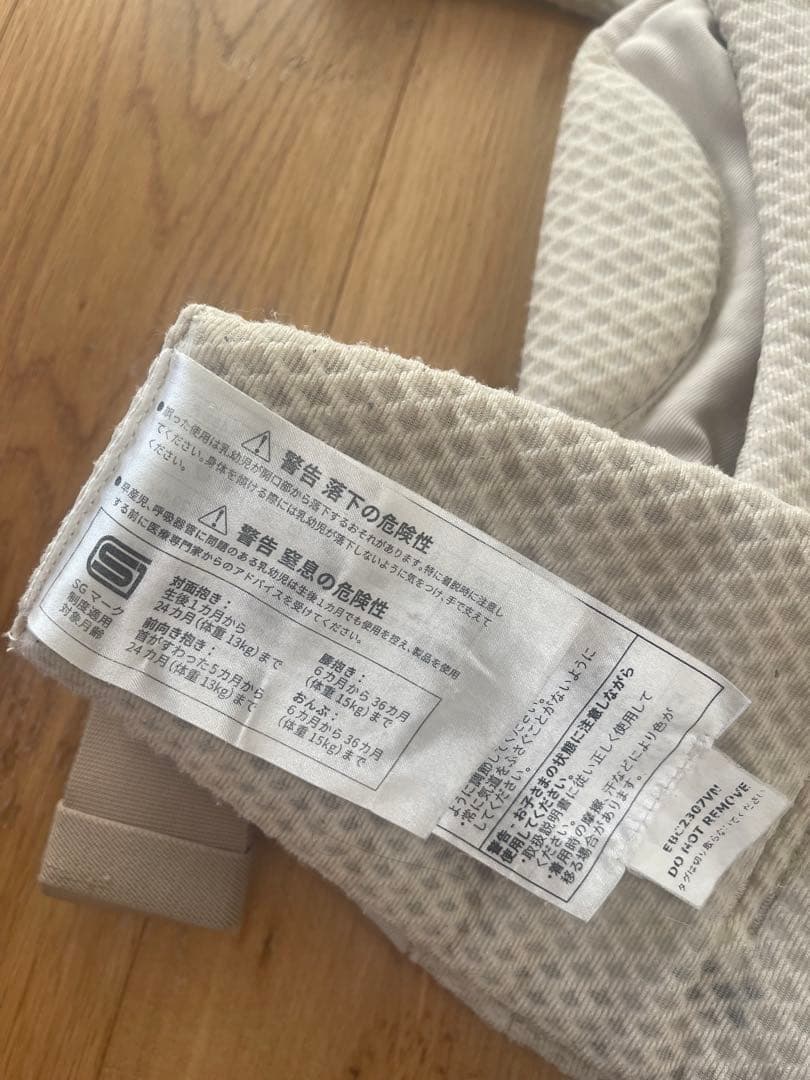 ⚠ 警告 落下の危険性
●誤った使用は乳幼児が開口部から落下するおそれがあります。特に着脱時に注意し
てください。身体を傾ける際には乳幼児が落下しないように気をつけ、手で支えて
ください。
⚠ 警告 窒息の危険性
●早産児、呼吸器官に問題のある乳幼児は生後1カ月でも使用を控え、製品を使用
する前に医療専門家からのアドバイスを受けてください。
SGマーク
制度適用
対象月齢
対面抱き：
生後1カ月から
24カ月(体重13kg)まで
前向き抱き：
首がすわった5カ月から
24カ月(体重13kg)まで
腰抱き：
6カ月から36カ月
(体重15kg)まで
おんぶ：
6カ月から36カ月
(体重15kg)まで
ように調節してください。
・常に気道をふさぐことがないように
してください。
警告：お子さまの状態に注意しながら
使用してください。
・取扱説明書に従い正しく使用して
ください。
・着用時の摩擦、汗などにより色が
移る場合があります。
DO NOT REMOVE
タグは切り取らないでください